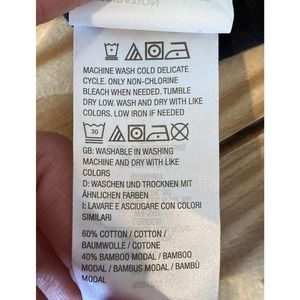 MACHINE WASH COLD DELICATE
CYCLE. ONLY NON-CHLORINE
BLEACH WHEN NEEDED. TUMBLE
DRY LOW. WASH AND DRY WITH LIKE
COLORS. LOW IRON IF NEEDED
30
GB: WASHABLE IN WASHING
MACHINE AND DRY WITH LIKE
COLORS
D: WASCHEN UND TROCKNEN MIT
ÄHNLICHEN FARBEN
I: LAVARE E ASCIUGARE CON COLORI
SIMILARI
60% COTTON / COTTON /
BAUMWOLLE / COTONE
40% BAMBOO MODAL / BAMBOO
MODAL / BAMBUS MODAL / BAMBÙ
MODAL